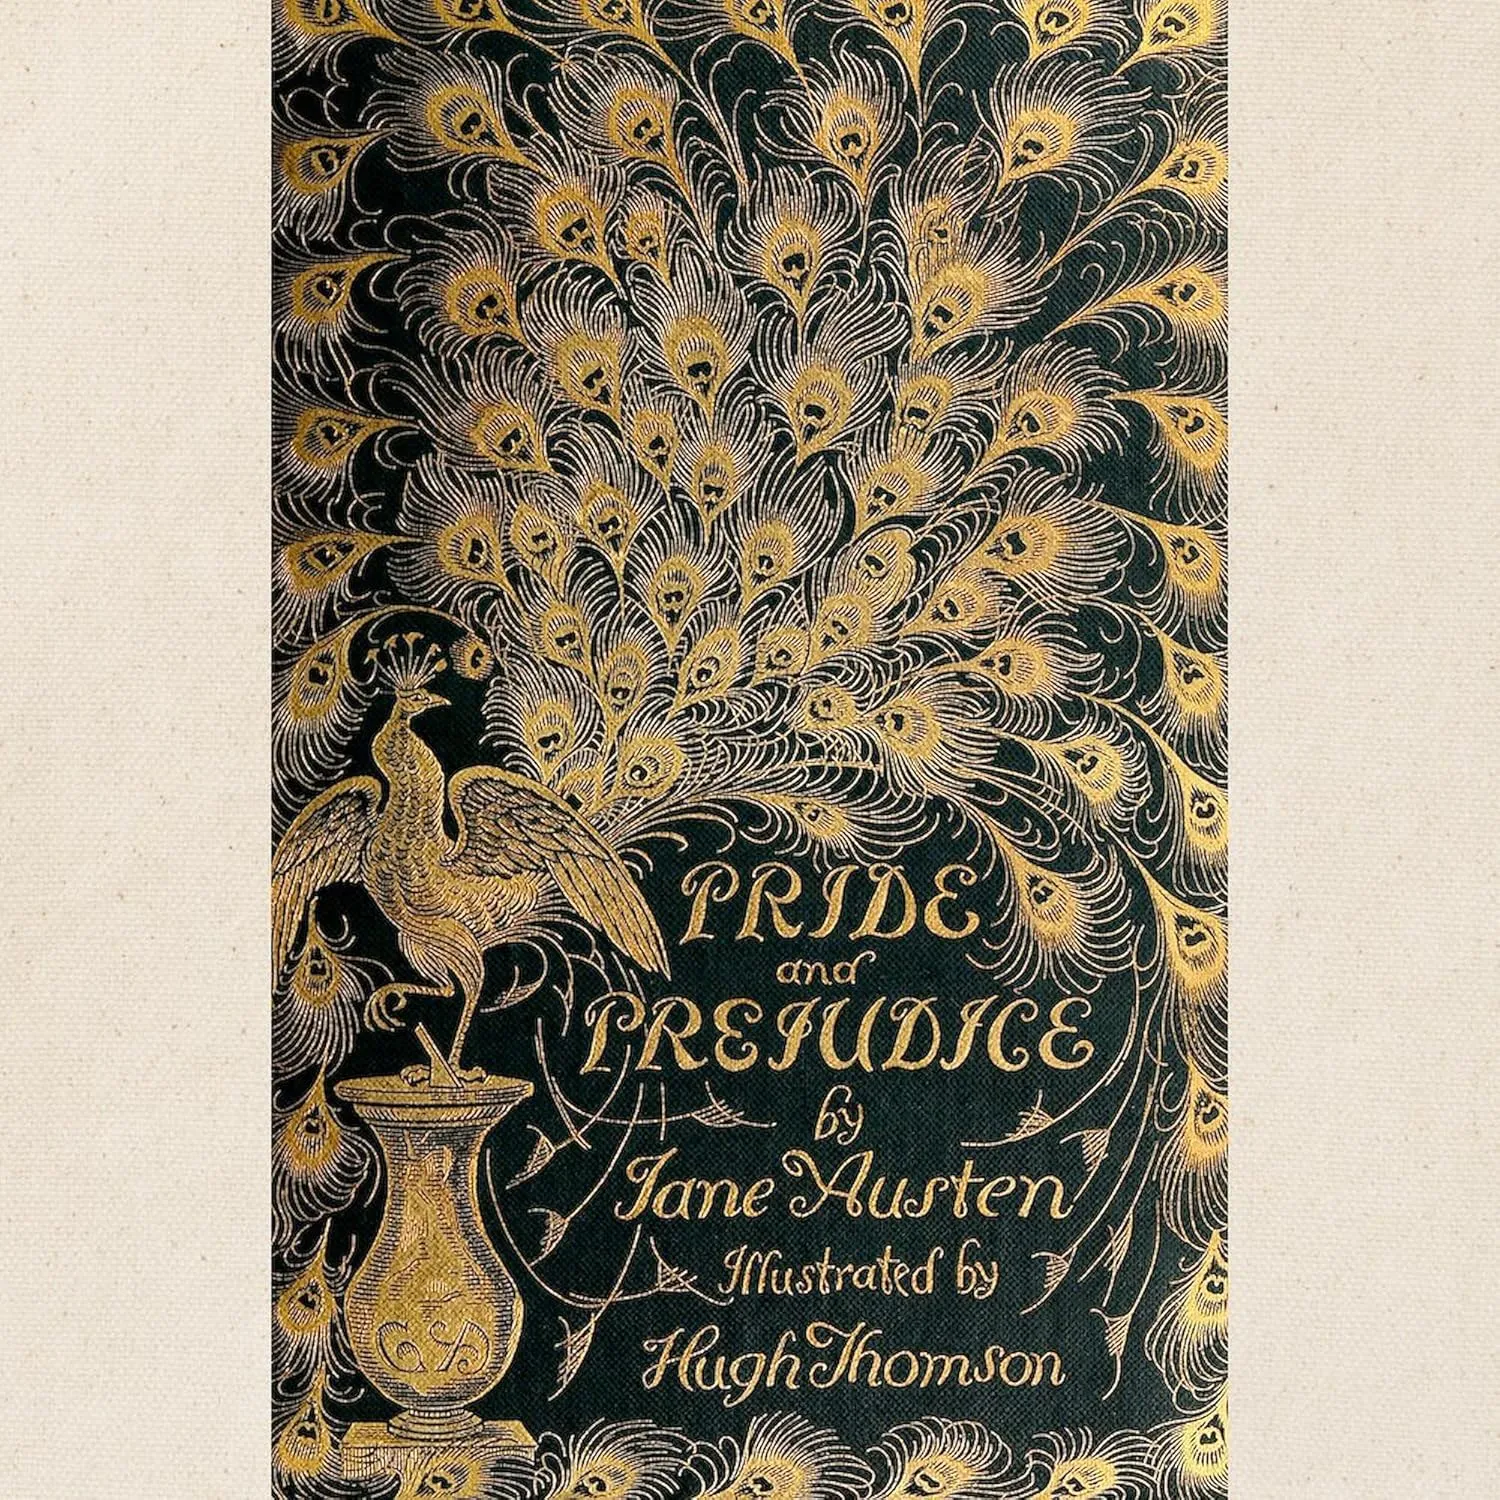 PRIDE
and
PREJUDICE
by
Jane Austen
Illustrated by
Hugh Thomson